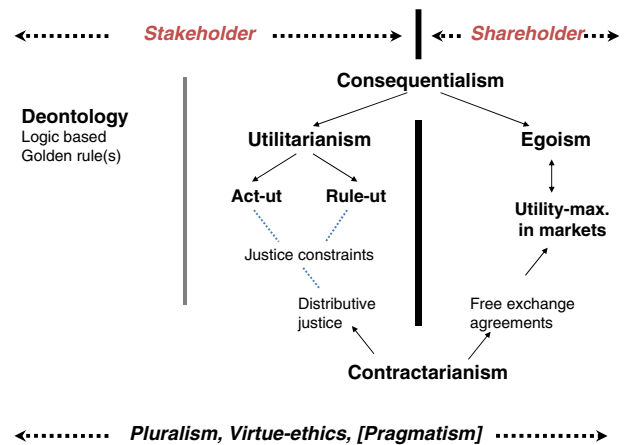 Stakeholder
Shareholder
Consequentialism
Deontology
Logic based
Golden rule(s)
Utilitarianism
Egoism
Act-ut
Rule-ut
Utility-max.
in markets
Justice constraints
Distributive
justice
Free exchange
agreements
Contractarianism
Pluralism, Virtue-ethics, [Pragmatism]